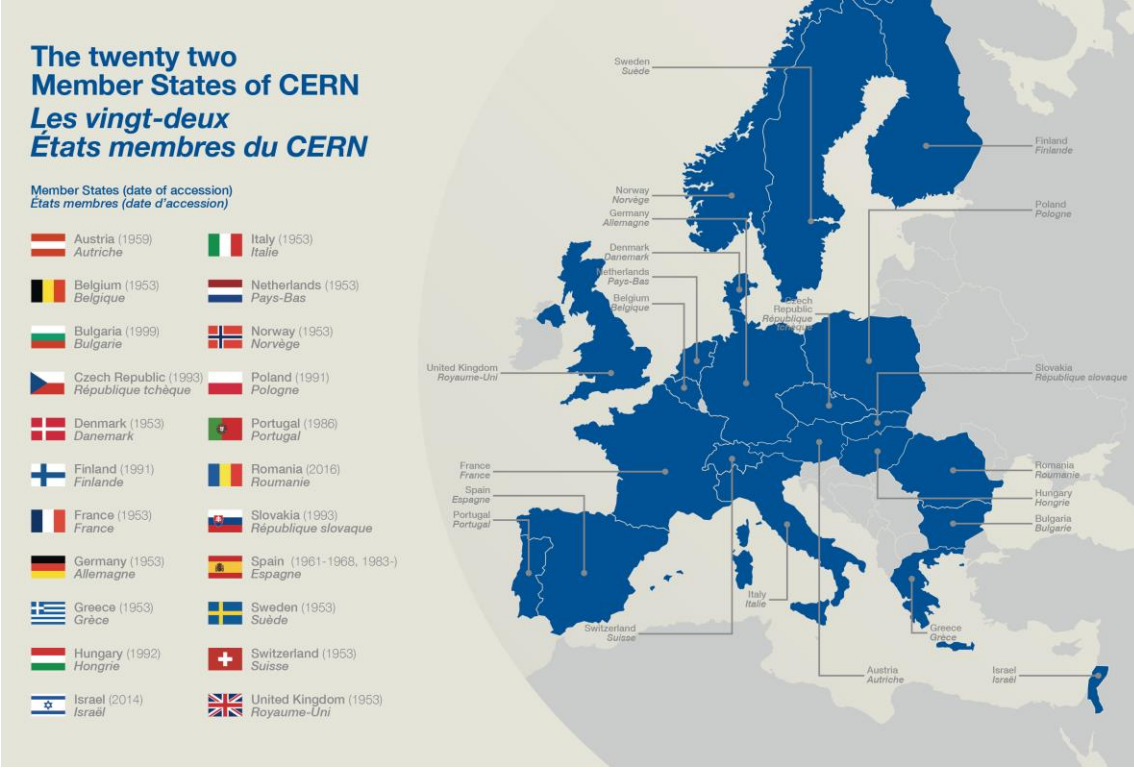 The twenty two
Member States of CERN
Les vingt-deux
États membres du CERN
Member States (date of accession)
États membres (date d'accession)
Austria (1959)
Autriche
Belgium (1953)
Belgique
Bulgaria (1999)
Bulgarie
Czech Republic (1993)
République tchèque
Denmark (1953)
Danemark
Finland (1991)
Finlande
France (1953)
France
Germany (1953)
Allemagne
Greece (1953)
Grèce
Hungary (1992)
Hongrie
Israel (2014)
Israël
Italy (1953)
Italie
Netherlands (1953)
Pays-Bas
Norway (1953)
Norvège
Poland (1991)
Pologne
Portugal (1986)
Portugal
Romania (2016)
Roumanie
Slovakia (1993)
République slovaque
Spain (1961-1968, 1983-)
Espagne
Sweden (1953)
Suède
Switzerland (1953)
Suisse
United Kingdom (1953)
Royaume-Uni
Sweden
Suède
Finland
Finlande
Norway
Norvège
Germany
Allemagne
Poland
Pologne
Denmark
Danemark
Netherlands
Pays-Bas
Belgium
Belgique
Czech
Republic
République
tchèque
United Kingdom
Royaume-Uni
Slovakia
République slovaque
France
France
Spain
Espagne
Portugal
Portugal
Romania
Roumanie
Hungary
Hongrie
Bulgaria
Bulgarie
Italy
Italie
Switzerland
Suisse
Greece
Grèce
Austria
Autriche
Israel
Israël